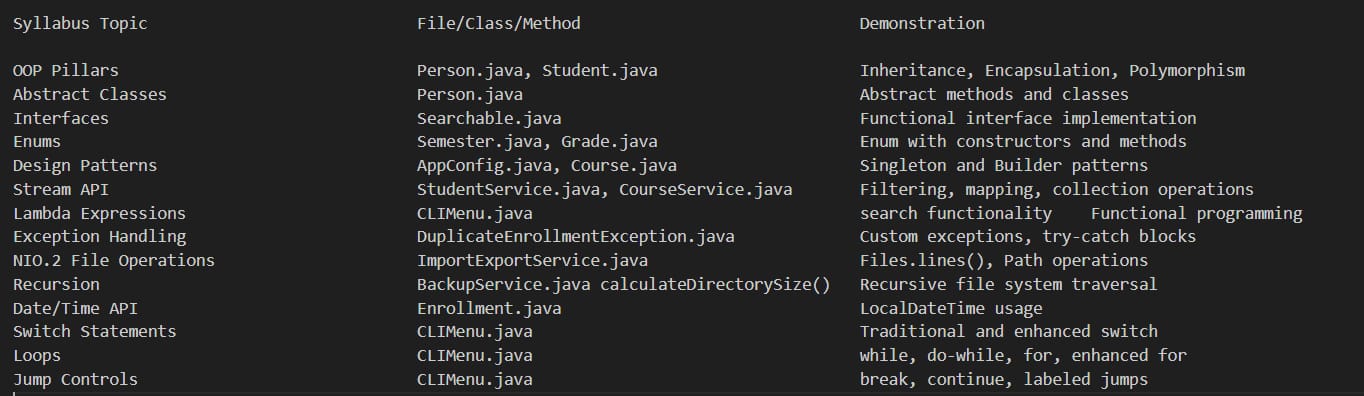 Syllabus Topic File/Class/Method Demonstration
OOP Pillars Person.java, Student.java Inheritance, Encapsulation, Polymorphism
Abstract Classes Person.java Abstract methods and classes
Interfaces Searchable.java Functional interface implementation
Enums Semester.java, Grade.java Enum with constructors and methods
Design Patterns AppConfig.java, Course.java Singleton and Builder patterns
Stream API StudentService.java, CourseService.java Filtering, mapping, collection operations
Lambda Expressions CLIMenu.java search functionality Functional programming
Exception Handling DuplicateEnrollmentException.java Custom exceptions, try-catch blocks
NIO.2 File Operations ImportExportService.java Files.lines(), Path operations
Recursion BackupService.java calculateDirectorySize() Recursive file system traversal
Date/Time API Enrollment.java LocalDateTime usage
Switch Statements CLIMenu.java Traditional and enhanced switch
Loops CLIMenu.java while, do-while, for, enhanced for
Jump Controls CLIMenu.java break, continue, labeled jumps